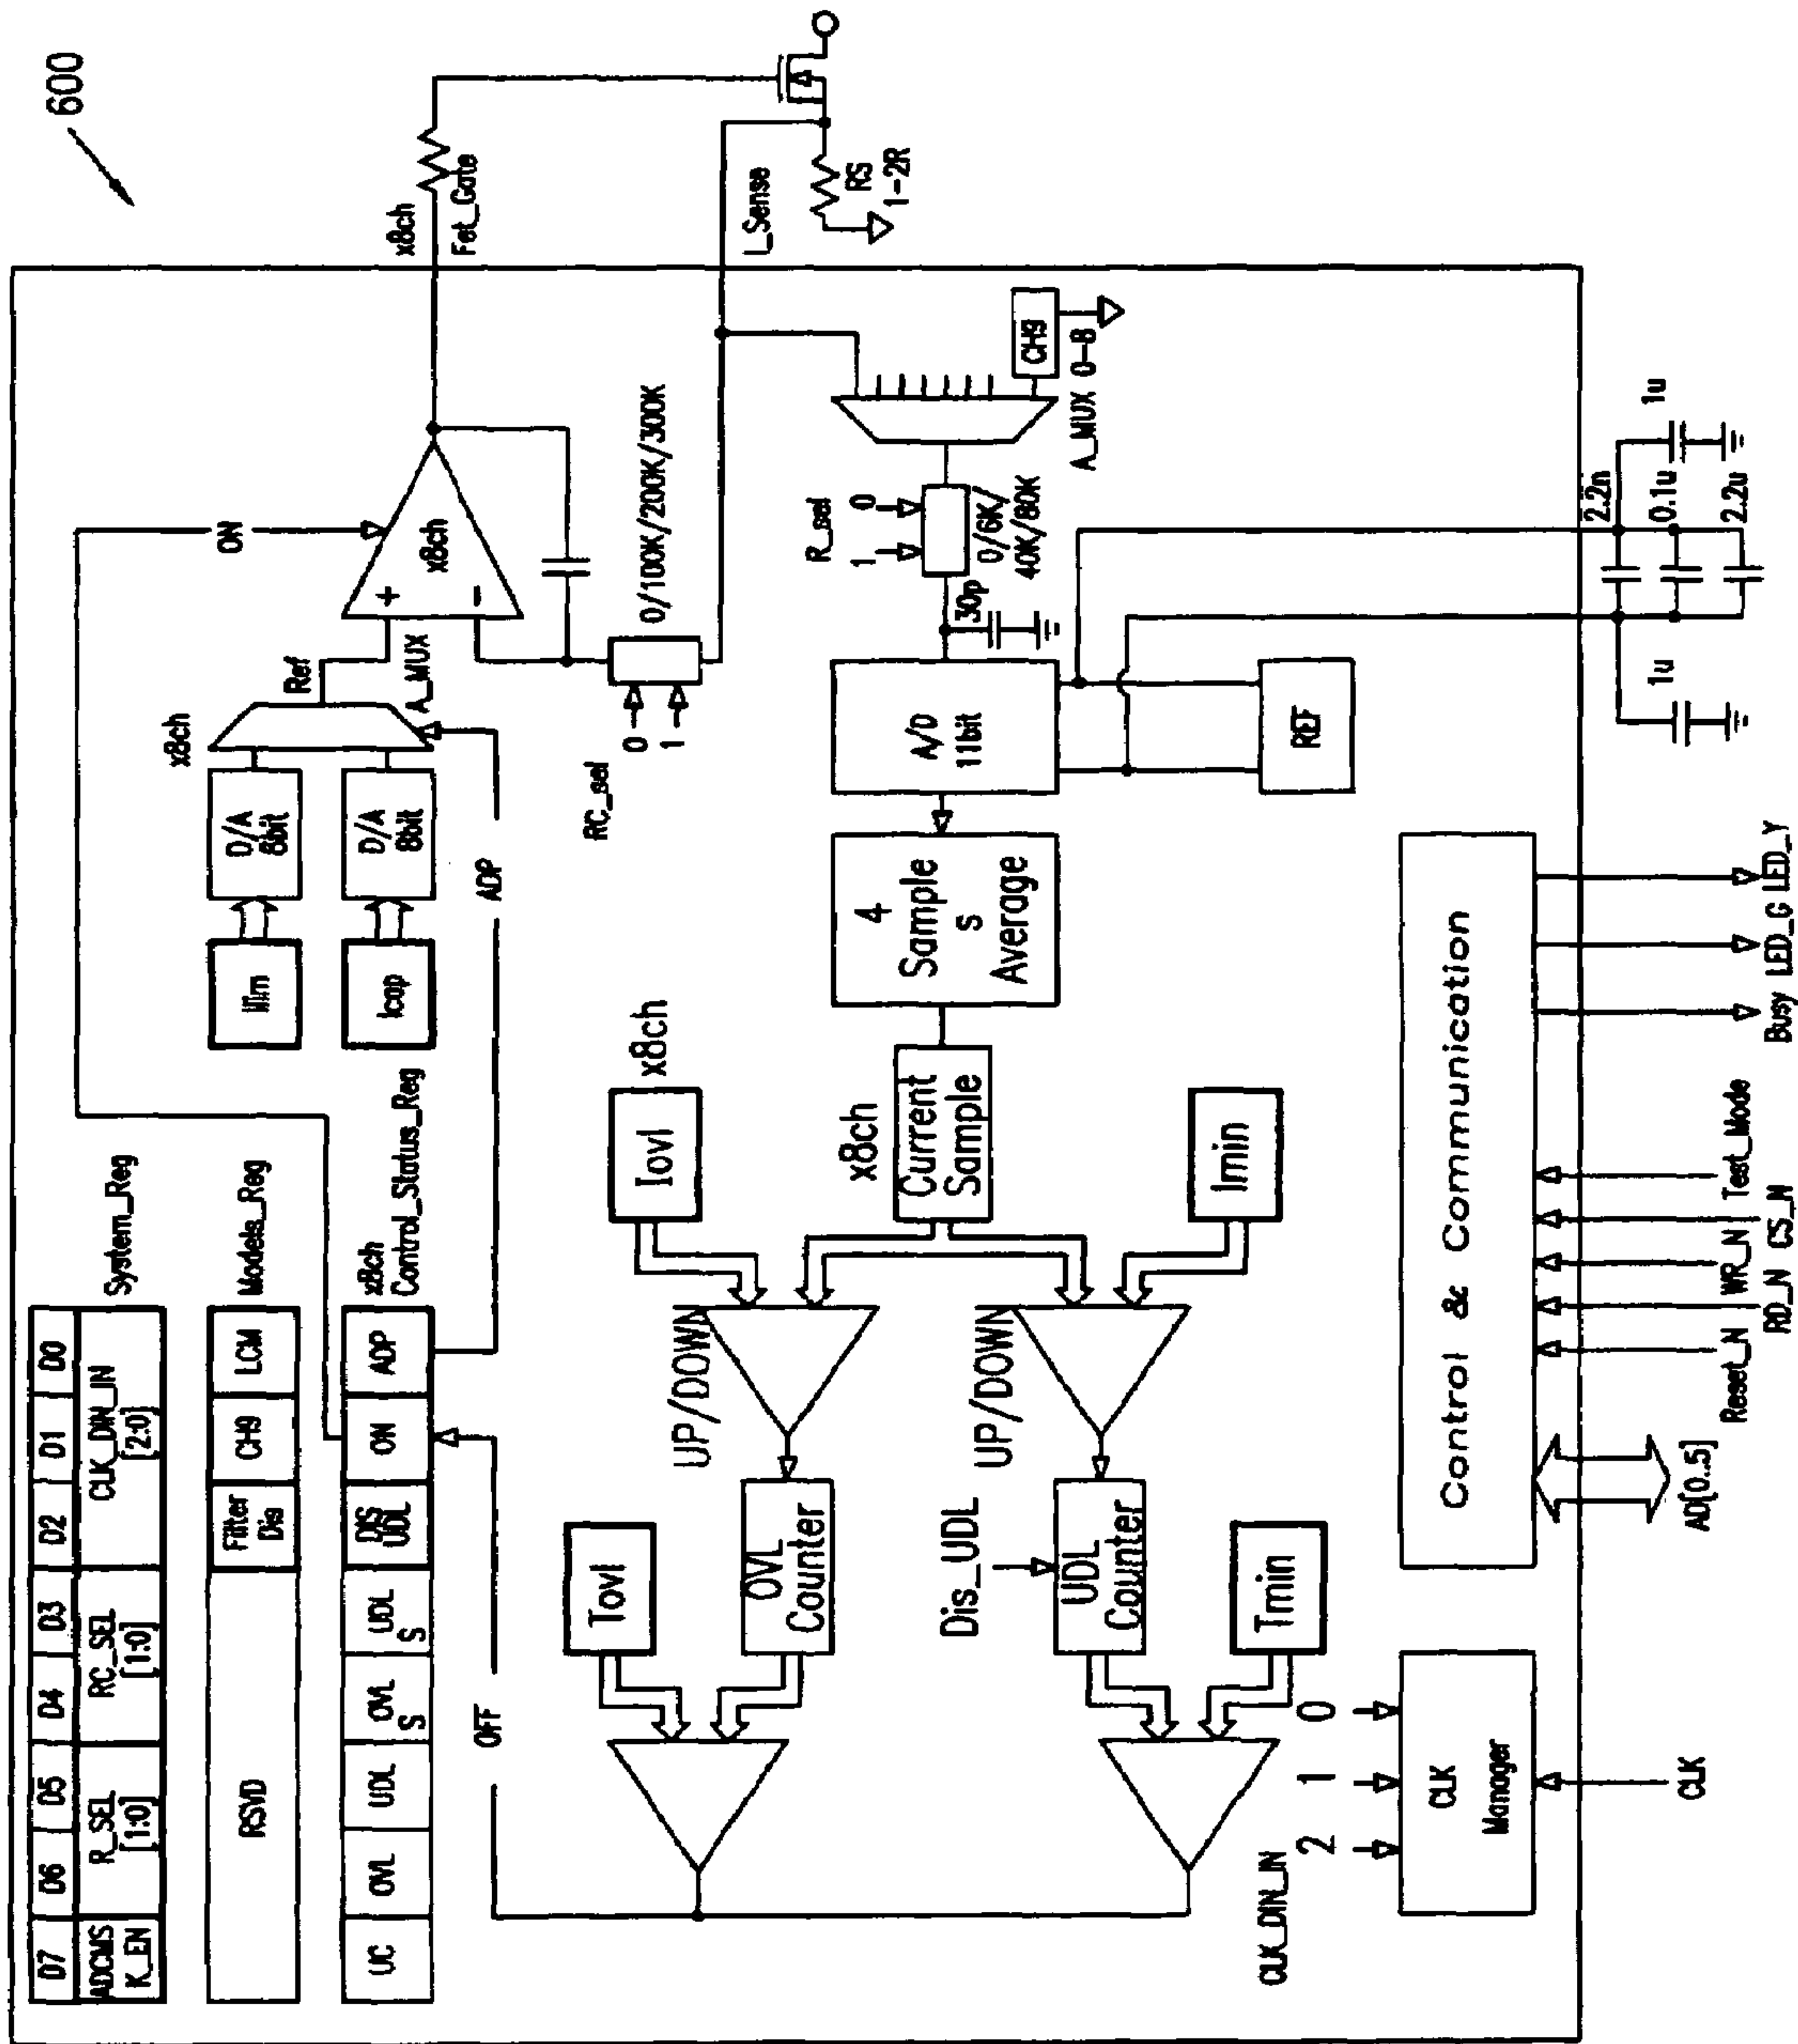 600
D7 D6 D5 D4 D3 D2 D1 D0
ADCMS
K_EN
R_SEL
[1:0]
RC_SEL
[1:0]
CLK_DIN_IN
[2:0]
System_Reg
RSVD
Filter
Dis
CH9
LCM
Models_Reg
UC
OVL
UDL
OVL
S
UDL
S
DIS
UDL
ON
ADP
x8ch
Control_Status_Reg
OFF
ADP
ON
Icap
D/A
8bit
D/A
8bit
x8ch
A_MUX
Ref
+
-
x8ch
x8ch
Fet_Gate
I_Sense
RS
1-2R
RC_sel
0
1
0/100K/200K/300K
Tovl
OVL
Counter
UP/DOWN
Iovl
x8ch
x8ch
Current
Sample
4
Sample
s
Average
A/D
11bit
30p
R_sel
1
0
0/6K/
40K/80K
A_MUX 0-8
CH9
REF
Dis_UDL
UDL
Counter
UP/DOWN
Tmin
Imin
CLK_DIN_IN
2
1
0
CLK
Manager
CLK
Control & Communication
AD[0..5]
Reset_N
RD_N
WR_N
CS_N
Test_Mode
Busy
LED_G
LED_Y
1u
2.2n
0.1u
2.2u
1u